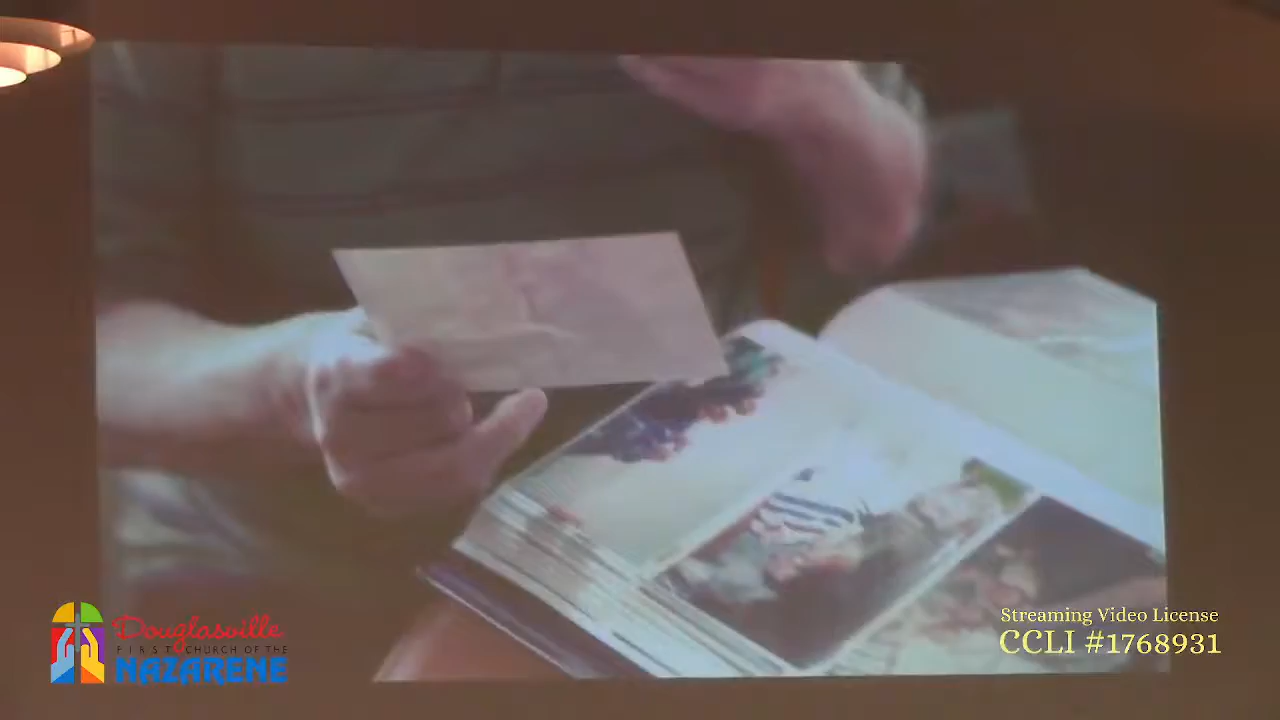 Douglasville
FIRST CHURCH OF THE
NAZARENE
Streaming Video License
CCLI #1768931